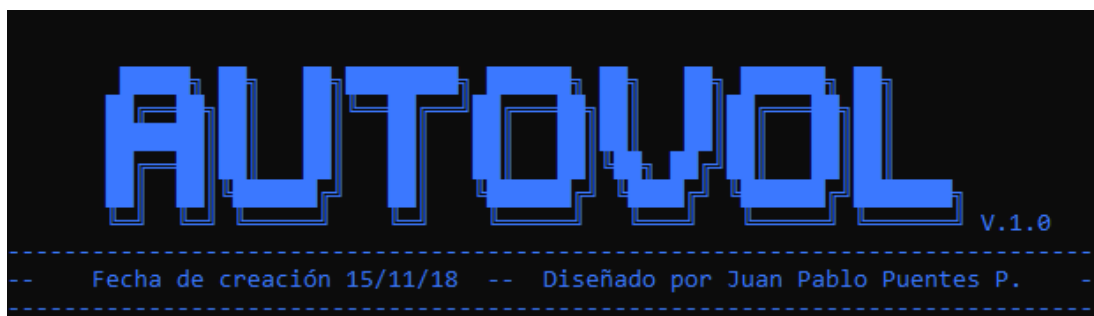 AUTOVOL
V.1.0
-- Fecha de creación 15/11/18 -- Diseñado por Juan Pablo Puentes P. -